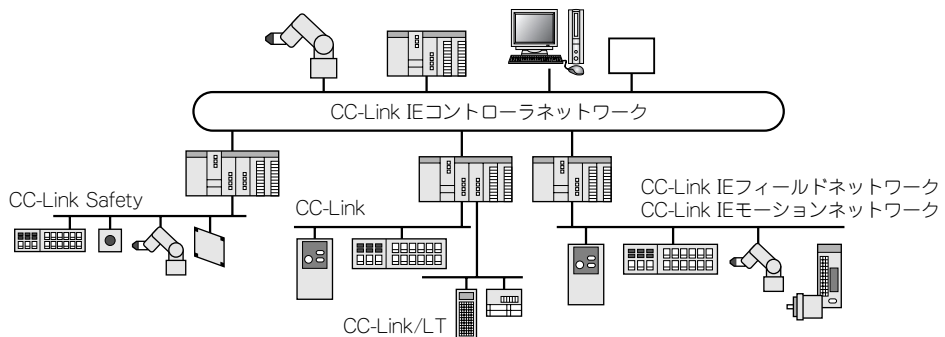 CC-Link IEコントローラネットワーク
CC-Link Safety
CC-Link
CC-Link IEフィールドネットワーク
CC-Link IEモーションネットワーク
CC-Link/LT